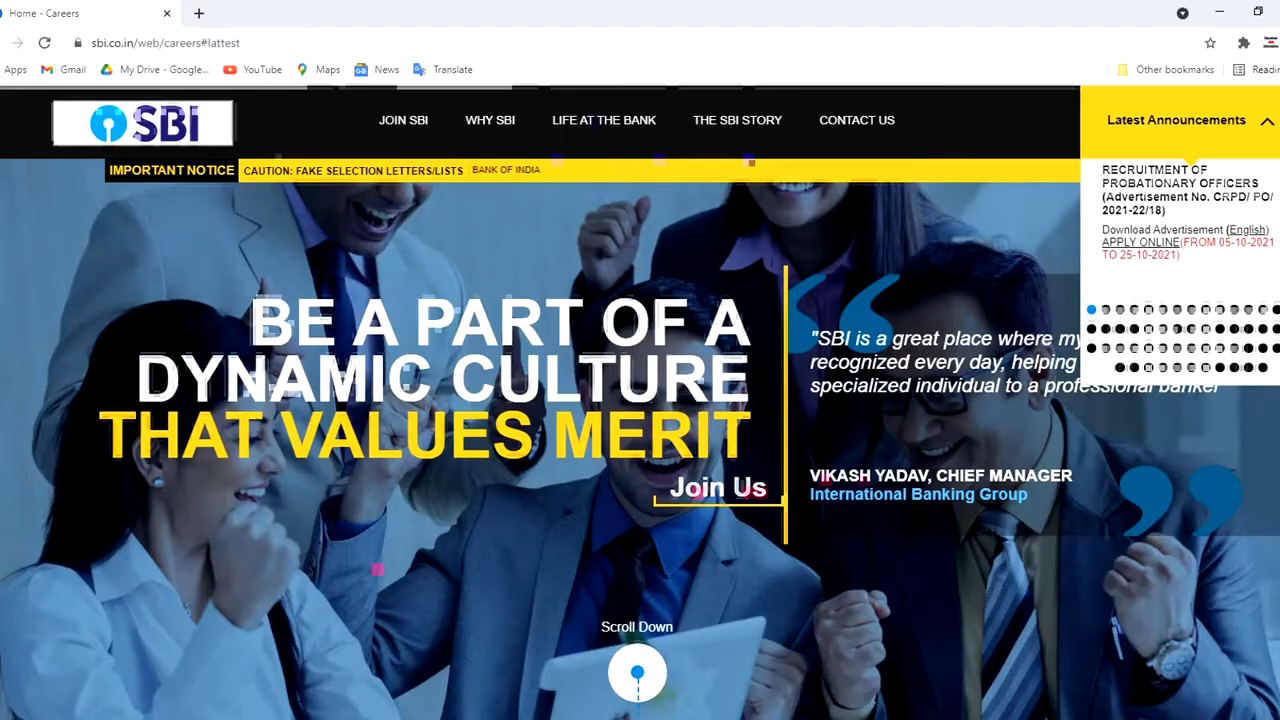 Home - Careers
sbi.co.in/web/careers#lattest
Apps Gmail My Drive - Google... YouTube Maps News Translate Other bookmarks
SBI
JOIN SBI WHY SBI LIFE AT THE BANK THE SBI STORY CONTACT US
Latest Announcements
IMPORTANT NOTICE CAUTION: FAKE SELECTION LETTERS/LISTS BANK OF INDIA
RECRUITMENT OF
PROBATIONARY OFFICERS
(Advertisement No. CRPD/ PO/
2021-22/18)
Download Advertisement (English)
APPLY ONLINE(FROM 05-10-2021
TO 25-10-2021)
BE A PART OF A
DYNAMIC CULTURE
THAT VALUES MERIT
Join Us
"SBI is a great place where my
recognized every day, helping
specialized individual to a professional banker
VIKASH YADAV, CHIEF MANAGER
International Banking Group
Scroll Down